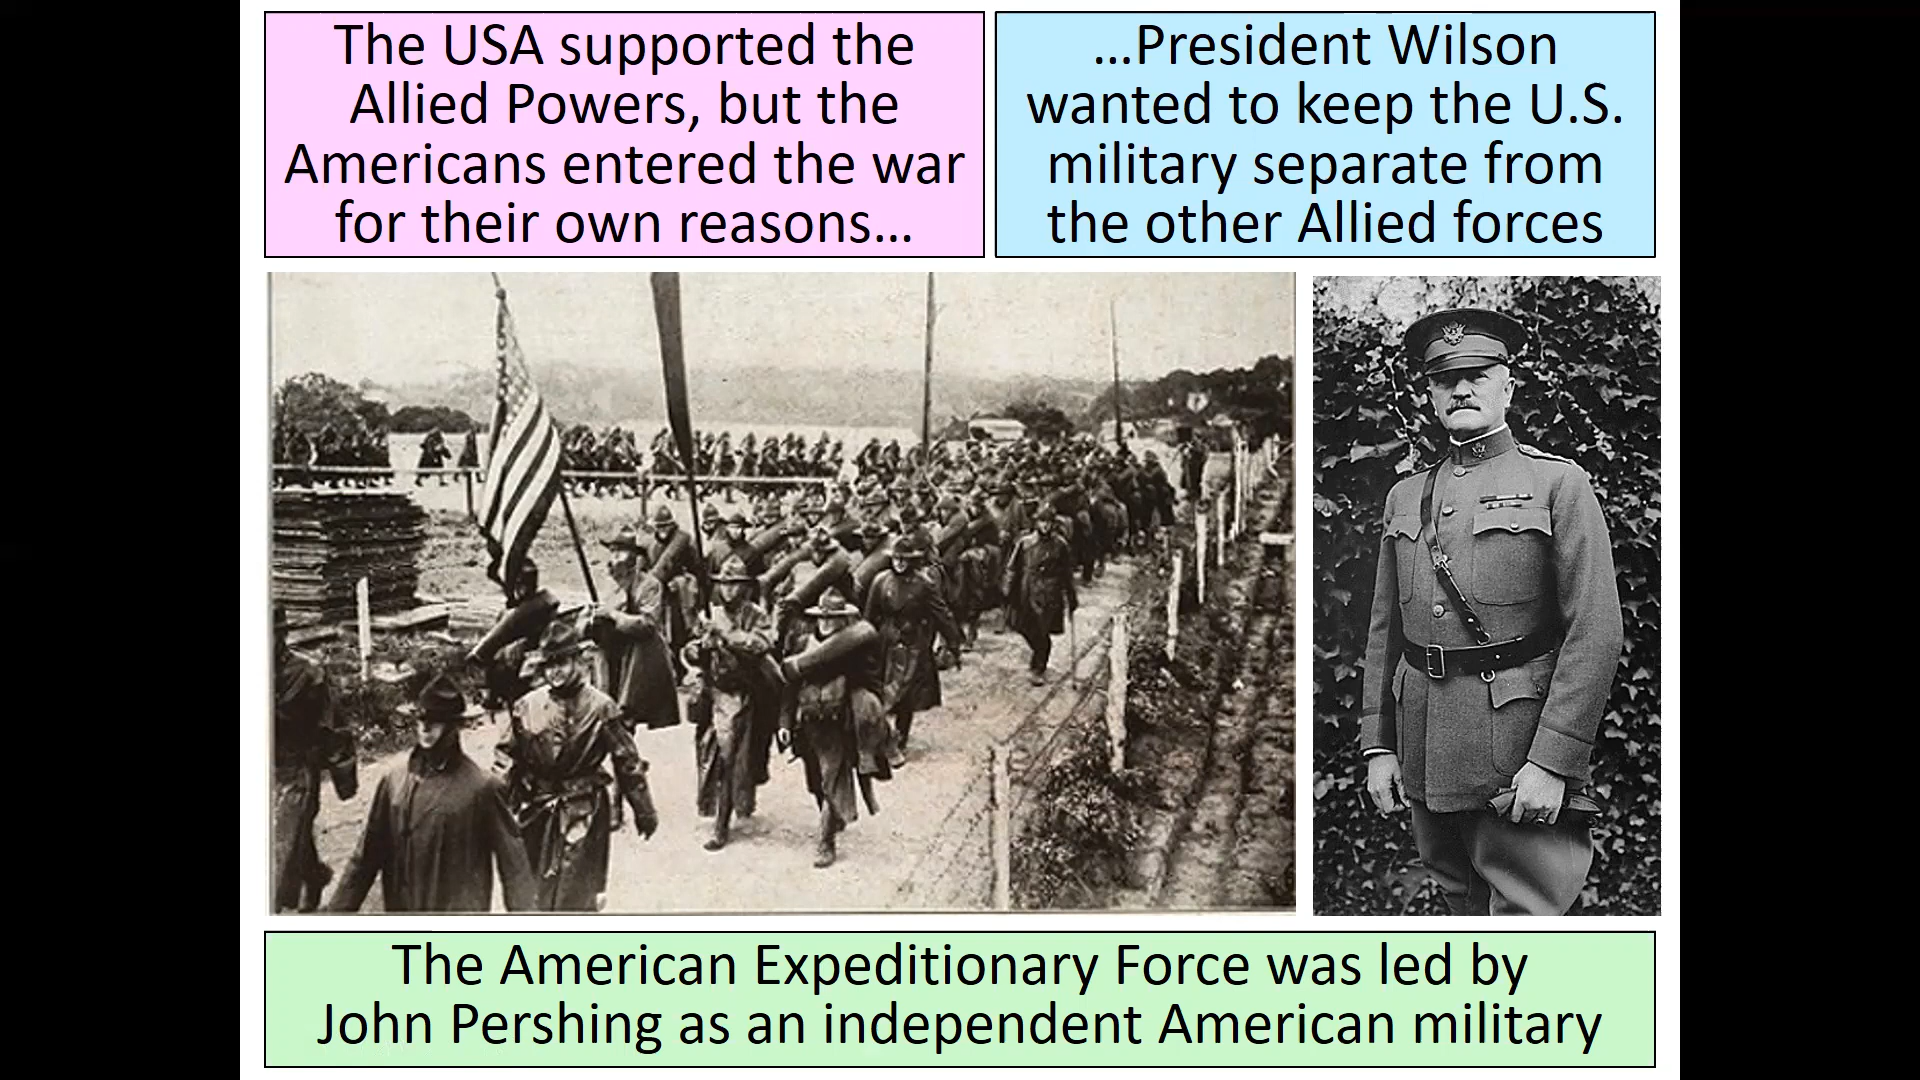 The USA supported the
Allied Powers, but the
Americans entered the war
for their own reasons…
…President Wilson
wanted to keep the U.S.
military separate from
the other Allied forces
The American Expeditionary Force was led by
John Pershing as an independent American military